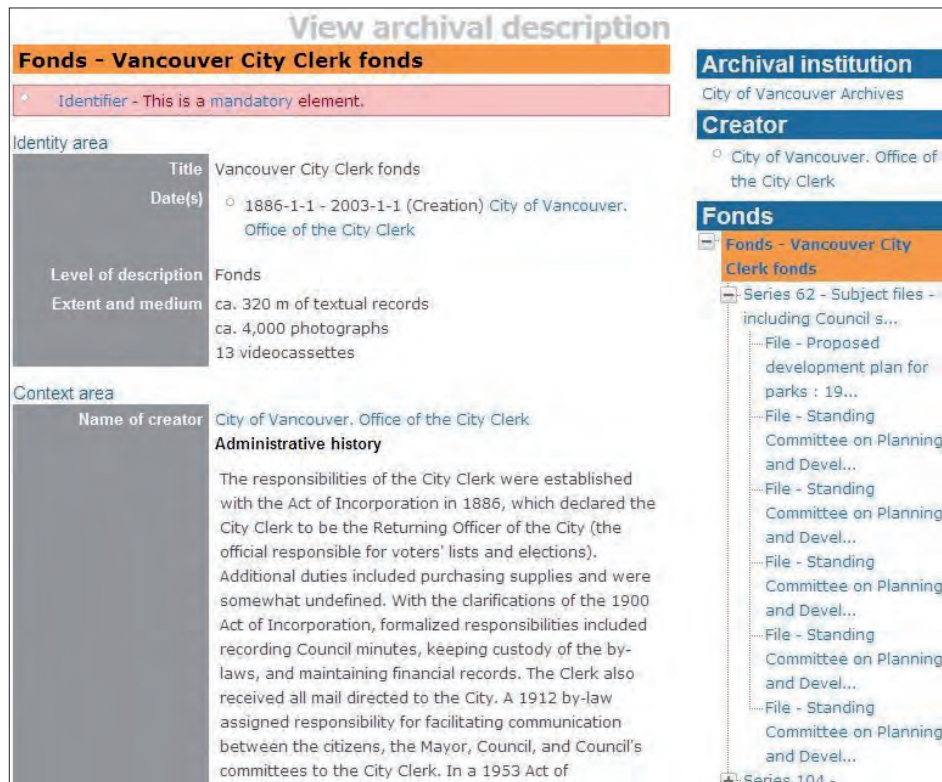 View archival description
Fonds - Vancouver City Clerk fonds
Identifier - This is a mandatory element.
Identity area
Title Vancouver City Clerk fonds
Date(s) 1886-1-1 - 2003-1-1 (Creation) City of Vancouver.
Office of the City Clerk
Level of description Fonds
Extent and medium ca. 320 m of textual records
ca. 4,000 photographs
13 videocassettes
Context area
Name of creator City of Vancouver. Office of the City Clerk
Administrative history
The responsibilities of the City Clerk were established
with the Act of Incorporation in 1886, which declared the
City Clerk to be the Returning Officer of the City (the
official responsible for voters' lists and elections).
Additional duties included purchasing supplies and were
somewhat undefined. With the clarifications of the 1900
Act of Incorporation, formalized responsibilities included
recording Council minutes, keeping custody of the by-
laws, and maintaining financial records. The Clerk also
received all mail directed to the City. A 1912 by-law
assigned responsibility for facilitating communication
between the citizens, the Mayor, Council, and Council's
committees to the City Clerk. In a 1953 Act of
Archival institution
City of Vancouver Archives
Creator
City of Vancouver. Office of
the City Clerk
Fonds
Fonds - Vancouver City
Clerk fonds
Series 62 - Subject files -
including Council s...
File - Proposed
development plan for
parks : 19...
File - Standing
Committee on Planning
and Devel...
File - Standing
Committee on Planning
and Devel...
File - Standing
Committee on Planning
and Devel...
File - Standing
Committee on Planning
and Devel...
File - Standing
Committee on Planning
and Devel...
Series 104 -